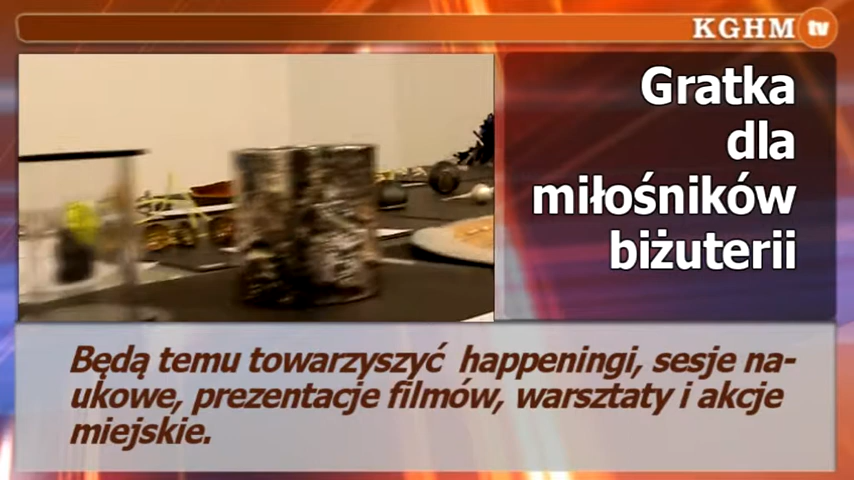 KGHM tv
Gratka
dla
miłośników
biżuterii
Będą temu towarzyszyć happeningi, sesje na-
ukowe, prezentacje filmów, warsztaty i akcje
miejskie.